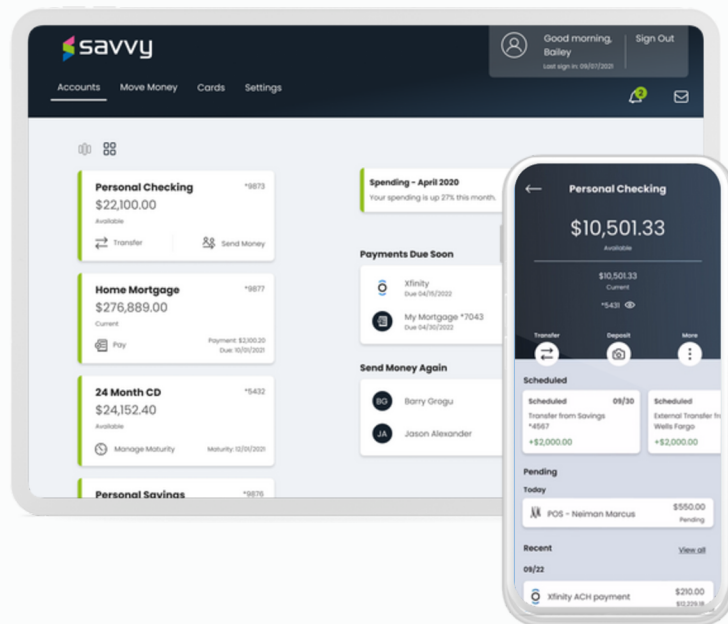 savvy
Good morning,
Bailey
Last sign in: 09/07/2021
Sign Out
Accounts
Move Money
Cards
Settings
2
Personal Checking
*9873
$22,100.00
Available
Transfer
Send Money
Home Mortgage
*9877
$276,889.00
Current
Pay
Payment: $2,100.20
Due: 10/01/2021
24 Month CD
*5432
$24,152.40
Available
Manage Maturity
Maturity: 12/01/2021
Personal Savings
*9876
Spending - April 2020
Your spending is up 27% this month.
Payments Due Soon
Xfinity
Due 04/15/2022
My Mortgage *7043
Due 04/30/2022
Send Money Again
BG
Barry Grogu
JA
Jason Alexander
Personal Checking
$10,501.33
Available
$10,501.33
Current
*5431
Transfer
Deposit
More
Scheduled
Scheduled
09/30
Transfer from Savings
*4567
+$2,000.00
Scheduled
External Transfer fr
Wells Fargo
+$2,000.00
Pending
Today
POS - Neiman Marcus
$550.00
Pending
Recent
View all
09/22
Xfinity ACH payment
$210.00